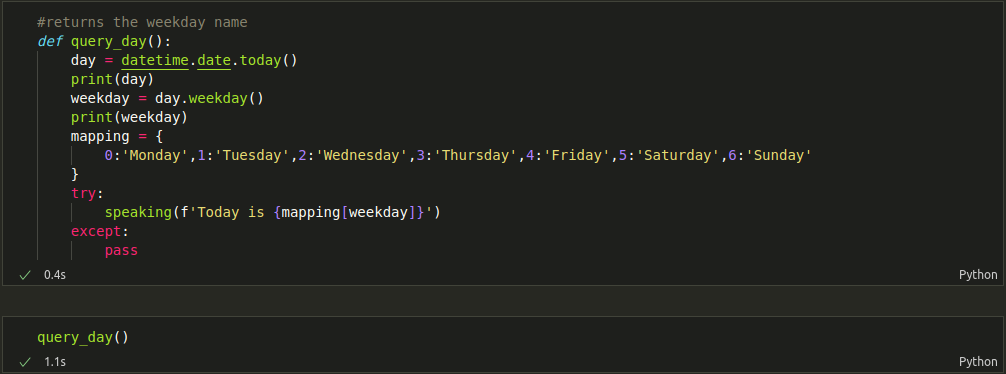 #returns the weekday name
def query_day():
    day = datetime.date.today()
    print(day)
    weekday = day.weekday()
    print(weekday)
    mapping = {
        0:'Monday',1:'Tuesday',2:'Wednesday',3:'Thursday',4:'Friday',5:'Saturday',6:'Sunday'
    }
    try:
        speaking(f'Today is {mapping[weekday]}')
    except:
        pass
0.4s Python
query_day()
1.1s Python